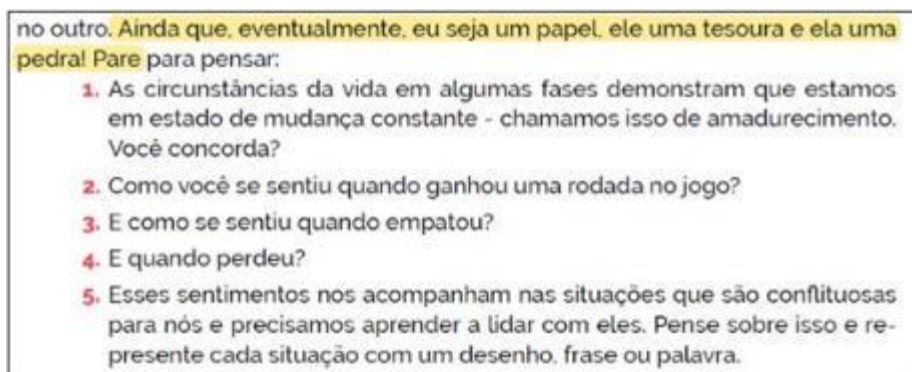 no outro. Ainda que, eventualmente, eu seja um papel, ele uma tesoura e ela uma
pedra! Pare para pensar:
1. As circunstâncias da vida em algumas fases demonstram que estamos
em estado de mudança constante - chamamos isso de amadurecimento.
Você concorda?
2. Como você se sentiu quando ganhou uma rodada no jogo?
3. E como se sentiu quando empatou?
4. E quando perdeu?
5. Esses sentimentos nos acompanham nas situações que são conflituosas
para nós e precisamos aprender a lidar com eles. Pense sobre isso e re-
presente cada situação com um desenho, frase ou palavra.